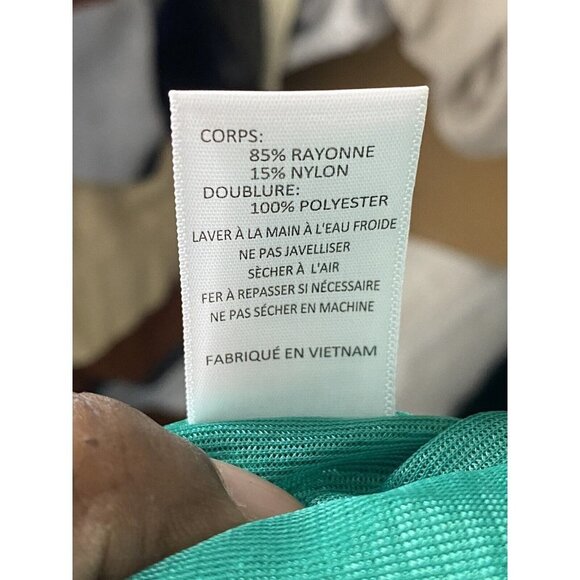 CORPS:
85% RAYONNE
15% NYLON
DOUBLURE:
100% POLYESTER
LAVER À LA MAIN À L'EAU FROIDE
NE PAS JAVELLISER
SÈCHER À L'AIR
FER À REPASSER SI NÉCESSAIRE
NE PAS SÉCHER EN MACHINE
FABRIQUÉ EN VIETNAM